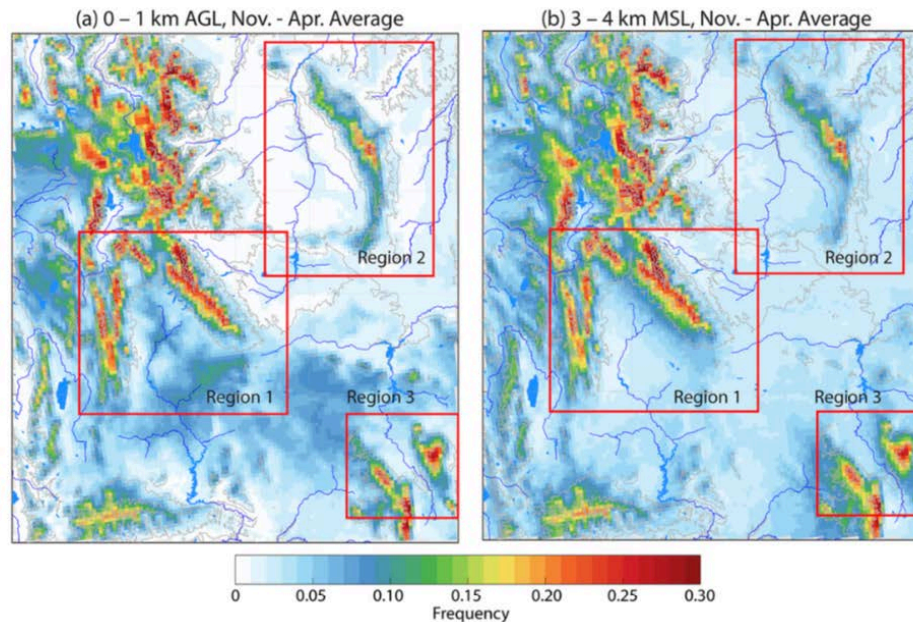 (a) 0 – 1 km AGL, Nov. - Apr. Average
(b) 3 – 4 km MSL, Nov. - Apr. Average
Region 2
Region 1
Region 3
Region 2
Region 1
Region 3
0 0.05 0.10 0.15 0.20 0.25 0.30
Frequency